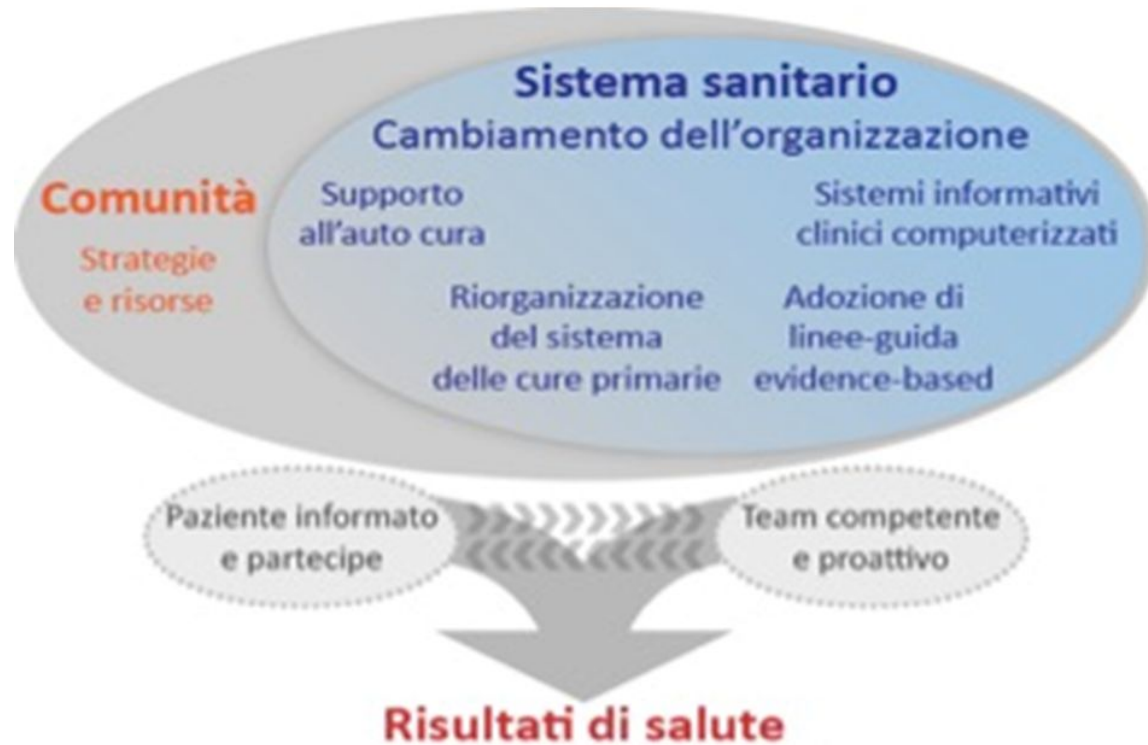 Sistema sanitario
Cambiamento dell'organizzazione
Comunità
Strategie
e risorse
Supporto
all'auto cura
Sistemi informativi
clinici computerizzati
Riorganizzazione
del sistema
delle cure primarie
Adozione di
linee-guida
evidence-based
Paziente informato
e partecipe
Team competente
e proattivo
Risultati di salute